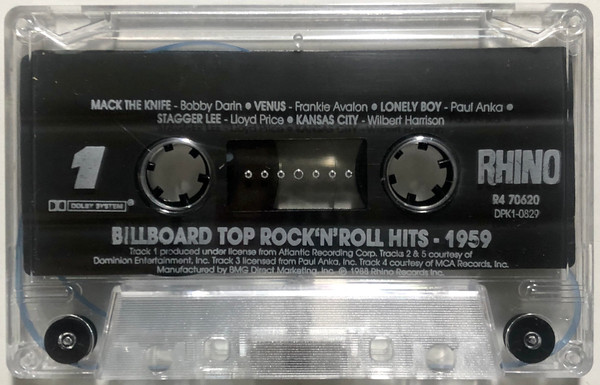 MACK THE KNIFE - Bobby Darin • VENUS - Frankie Avalon • LONELY BOY - Paul Anka •
STAGGER LEE - Lloyd Price • KANSAS CITY - Wilbert Harrison
1
RHINO
DOLBY SYSTEM®
R4 70620
DPK1-0829
BILLBOARD TOP ROCK'N'ROLL HITS - 1959
Track 1 produced under license from Atlantic Recording Corp. Tracks 2 & 5 courtesy of
Dominion Entertainment, Inc. Track 3 licensed from Paul Anka, Inc. Track 4 courtesy of MCA Records, Inc.
Manufactured by BMG Direct Marketing, Inc. ℗ 1988 Rhino Records Inc.